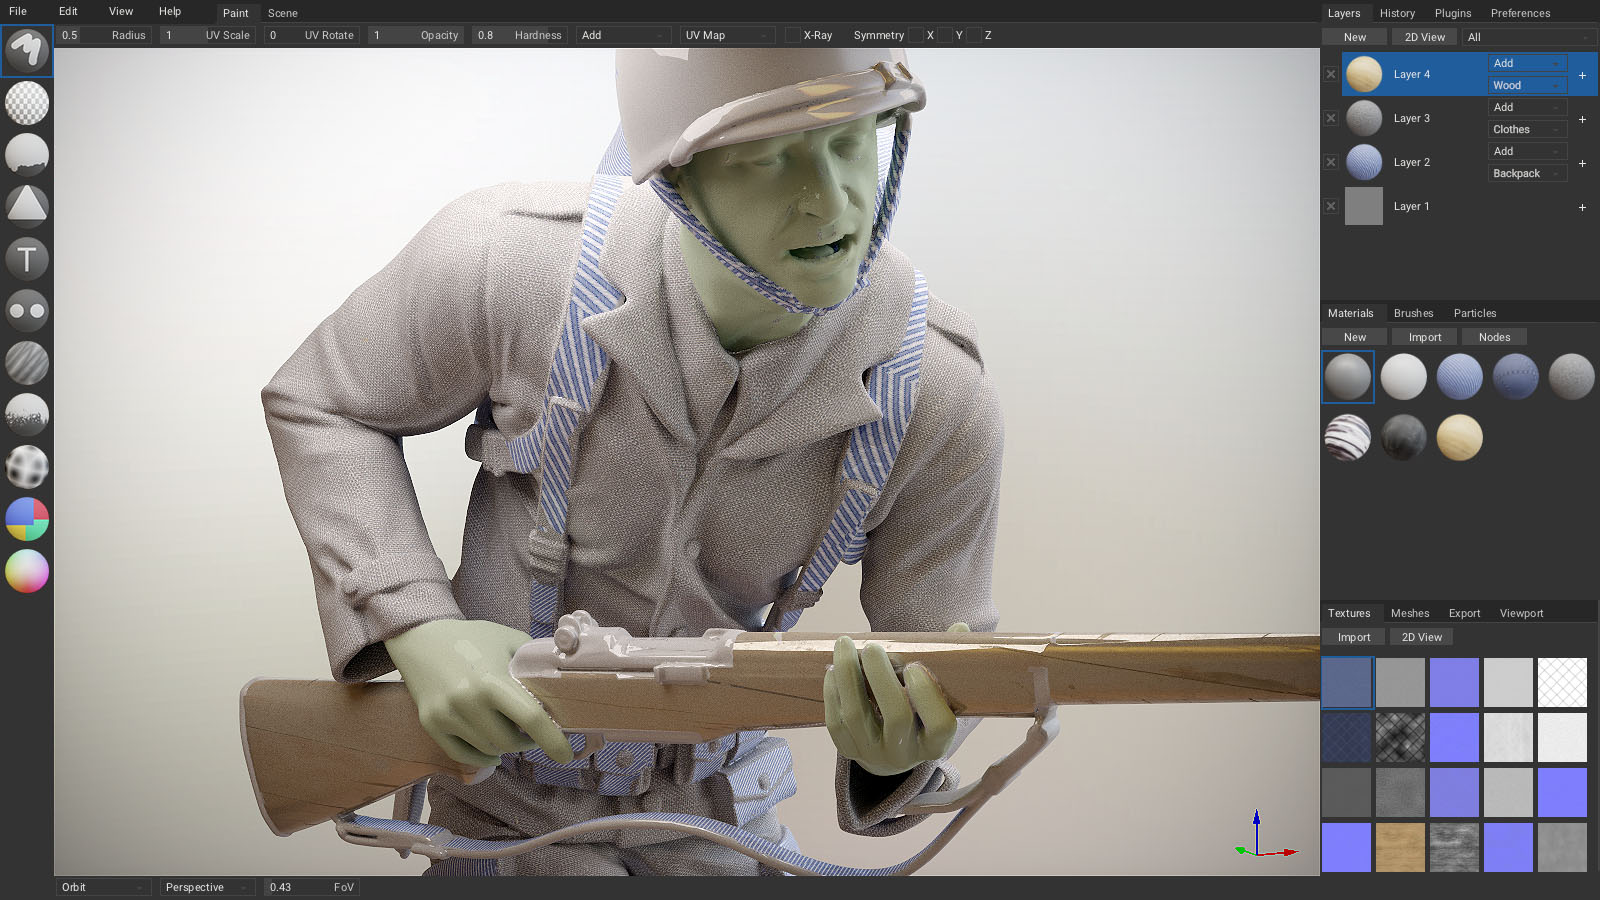 File Edit View Help Paint Scene
Layers History Plugins Preferences
0.5 Radius 1 UV Scale 0 UV Rotate 1 Opacity 0.8 Hardness Add UV Map X-Ray Symmetry X Y Z
New 2D View All
Layer 4 Add +
Wood
Layer 3 Add +
Clothes
Layer 2 Add +
Backpack
Layer 1 +
T
Materials Brushes Particles
New Import Nodes
Textures Meshes Export Viewport
Import 2D View
Orbit Perspective 0.43 FoV